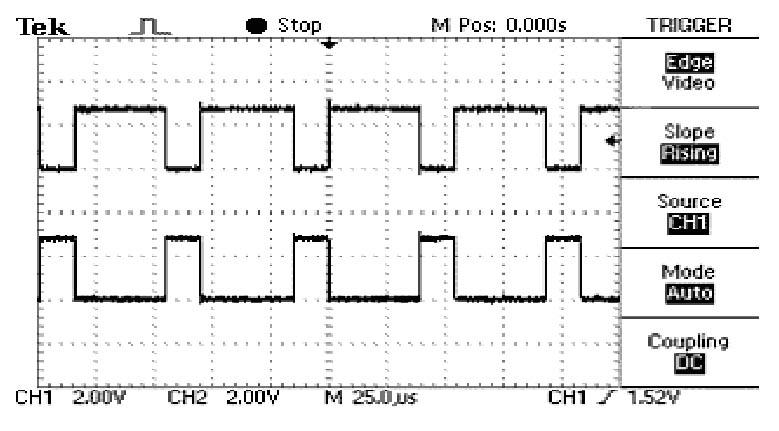 Tek Stop M Pos: 0.000s TRIGGER
Edge
Video
Slope
Rising
Source
CH1
Mode
Auto
Coupling
DC
CH1 2.00V CH2 2.00V M 25.0µs CH1 1.52V